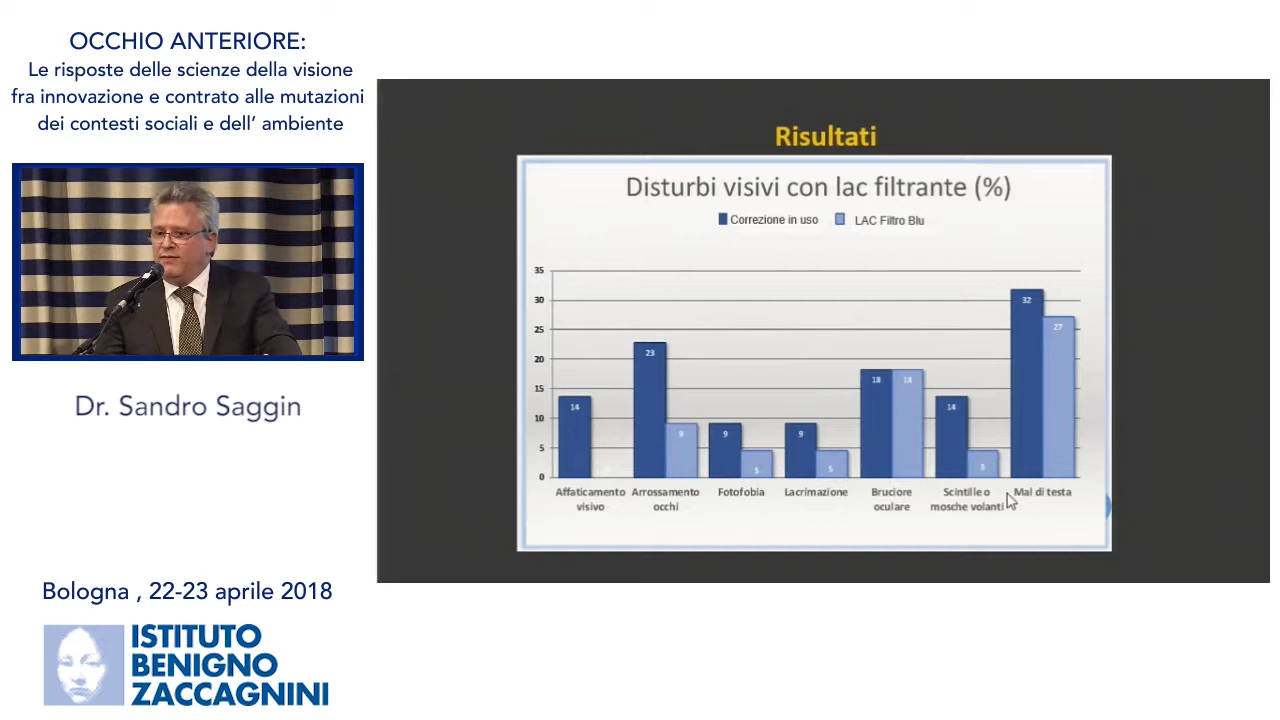 OCCHIO ANTERIORE:
Le risposte delle scienze della visione
fra innovazione e contrato alle mutazioni
dei contesti sociali e dell' ambiente
Dr. Sandro Saggin
Bologna , 22-23 aprile 2018
ISTITUTO
BENIGNO
ZACCAGNINI
Risultati
Disturbi visivi con lac filtrante (%)
Correzione in uso LAC Filtro Blu
35
30
25
20
15
10
5
0
14
23 9
9 5
9 5
18 18
14 5
32 27
Affaticamento Arrossamento Fotofobia Lacrimazione Bruciore Scintille o Mal di testa
visivo occhi oculare mosche volanti